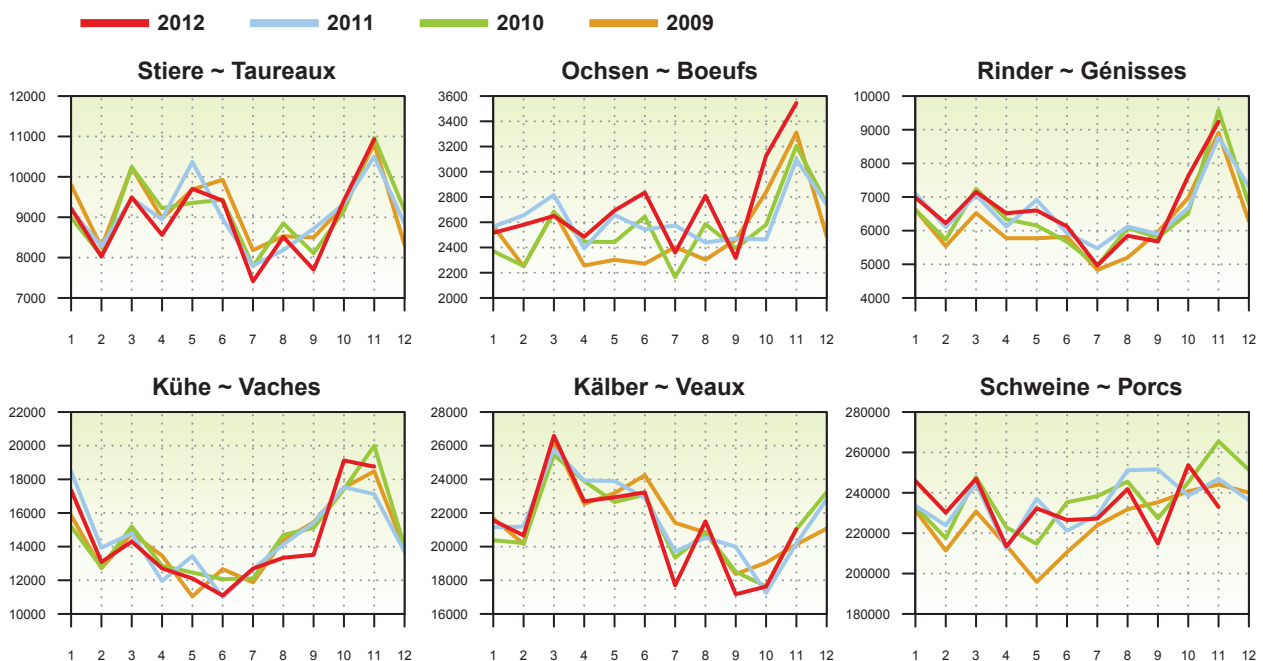 2012 2011 2010 2009
Stiere ~ Taureaux Ochsen ~ Boeufs Rinder ~ Génisses
12000 3600 10000
3400
11000 9000
3200
10000 3000 8000
2800
9000 7000
2600
8000 2400 6000
2200 5000
7000 2000 4000
1 2 3 4 5 6 7 8 9 10 11 12 1 2 3 4 5 6 7 8 9 10 11 12 1 2 3 4 5 6 7 8 9 10 11 12
Kühe ~ Vaches Kälber ~ Veaux Schweine ~ Porcs
22000 28000 280000
20000 26000 260000
18000 24000 240000
16000 22000
14000 20000 220000
12000 18000 200000
10000 16000 180000
1 2 3 4 5 6 7 8 9 10 11 12 1 2 3 4 5 6 7 8 9 10 11 12 1 2 3 4 5 6 7 8 9 10 11 12